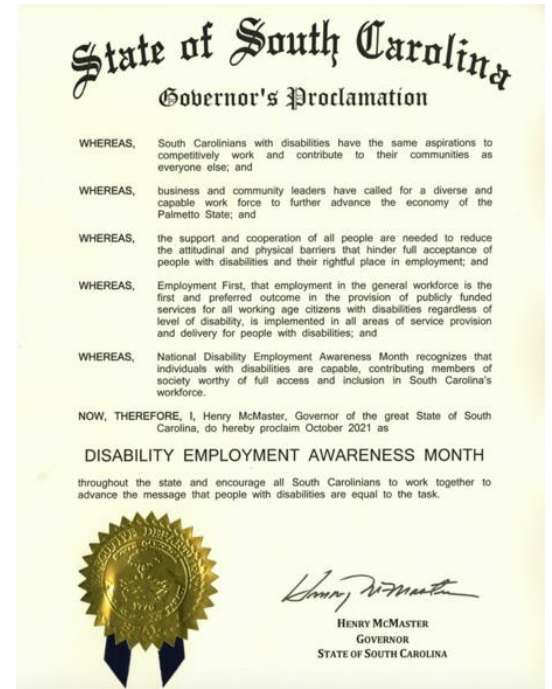 State of South Carolina
Governor's Proclamation
WHEREAS, South Carolinians with disabilities have the same aspirations to
competitively work and contribute to their communities as
everyone else; and
WHEREAS, business and community leaders have called for a diverse and
capable work force to further advance the economy of the
Palmetto State; and
WHEREAS, the support and cooperation of all people are needed to reduce
the attitudinal and physical barriers that hinder full acceptance of
people with disabilities and their rightful place in employment; and
WHEREAS, Employment First, that employment in the general workforce is the
first and preferred outcome in the provision of publicly funded
services for all working age citizens with disabilities regardless of
level of disability, is implemented in all areas of service provision
and delivery for people with disabilities; and
WHEREAS, National Disability Employment Awareness Month recognizes that
individuals with disabilities are capable, contributing members of
society worthy of full access and inclusion in South Carolina's
workforce.
NOW, THEREFORE, I, Henry McMaster, Governor of the great State of South
Carolina, do hereby proclaim October 2021 as
DISABILITY EMPLOYMENT AWARENESS MONTH
throughout the state and encourage all South Carolinians to work together to
advance the message that people with disabilities are equal to the task.
EXECUTIVE DEPARTMENT
1776
Henry McMaster
HENRY MCMASTER
GOVERNOR
STATE OF SOUTH CAROLINA